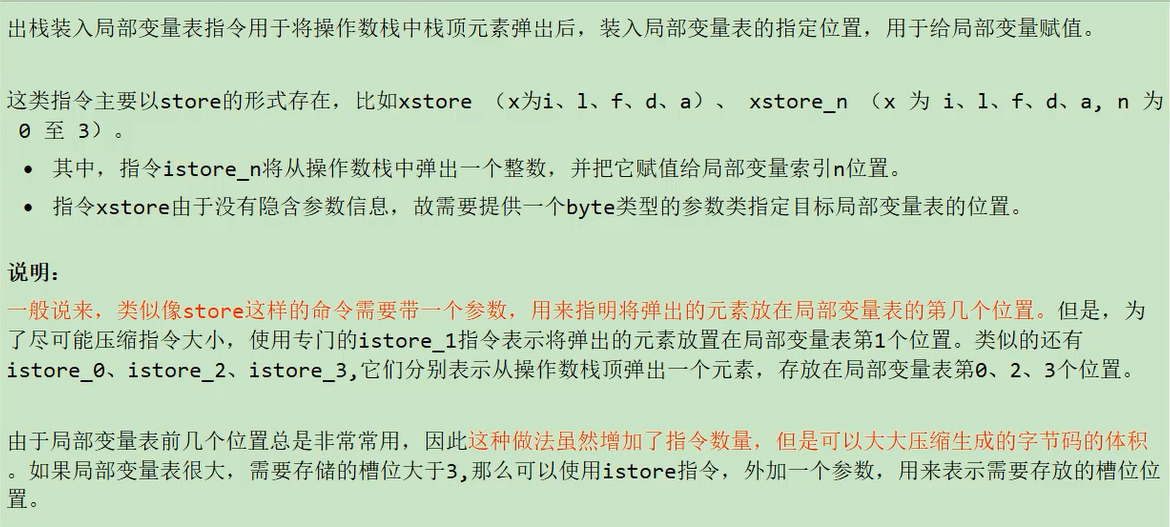 出栈装入局部变量表指令用于将操作数栈中栈顶元素弹出后，装入局部变量表的指定位置，用于给局部变量赋值。
这类指令主要以store的形式存在，比如xstore （x为i、l、f、d、a）、 xstore_n （x 为 i、l、f、d、a, n 为
0 至 3）。
• 其中，指令istore_n将从操作数栈中弹出一个整数，并把它赋值给局部变量索引n位置。
• 指令xstore由于没有隐含参数信息，故需要提供一个byte类型的参数类指定目标局部变量表的位置。
说明：
一般说来，类似像store这样的命令需要带一个参数，用来指明将弹出的元素放在局部变量表的第几个位置。但是，为
了尽可能压缩指令大小，使用专门的istore_1指令表示将弹出的元素放置在局部变量表第1个位置。类似的还有
istore_0、istore_2、istore_3,它们分别表示从操作数栈顶弹出一个元素，存放在局部变量表第0、2、3个位置。
由于局部变量表前几个位置总是非常常用，因此这种做法虽然增加了指令数量，但是可以大大压缩生成的字节码的体积
。如果局部变量表很大，需要存储的槽位大于3,那么可以使用istore指令，外加一个参数，用来表示需要存放的槽位位
置。